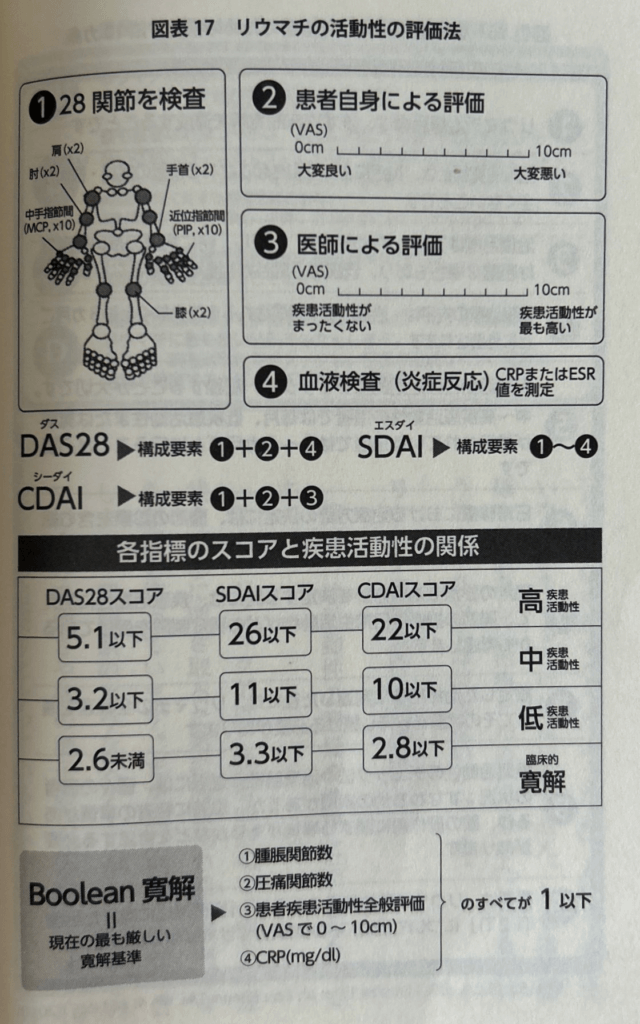 図表17 リウマチの活動性の評価法
❶28関節を検査
肩(x2)
肘(x2)
手首(x2)
中手指節間
(MCP, x10)
近位指節間
(PIP, x10)
膝(x2)
❷ 患者自身による評価
(VAS)
0cm 10cm
大変良い 大変悪い
❸ 医師による評価
(VAS)
0cm 10cm
疾患活動性が
まったくない
疾患活動性が
最も高い
❹ 血液検査(炎症反応) CRPまたはESR
値を測定
ダス
DAS28 ▶構成要素 ❶+❷+❹
エスダイ
SDAI ▶ 構成要素 ❶〜❹
シーダイ
CDAI ▶構成要素 ❶+❷+❸
各指標のスコアと疾患活動性の関係
DAS28スコア SDAIスコア CDAIスコア
高疾患活動性
5.1以下 26以下 22以下
中疾患活動性
3.2以下 11以下 10以下
低疾患活動性
2.6未満 3.3以下 2.8以下
臨床的
寛解
Boolean 寛解
=
現在の最も厳しい
寛解基準
▶
①腫脹関節数
②圧痛関節数
③患者疾患活動性全般評価
(VASで0〜10cm)
④CRP(mg/dl)
のすべてが 1以下